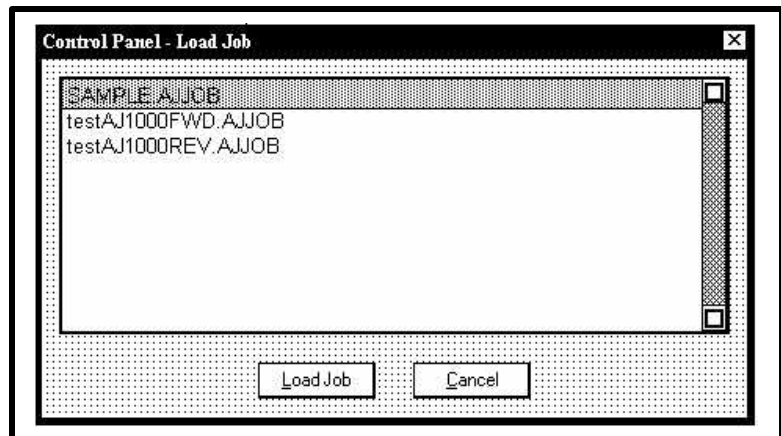 Control Panel - Load Job
SAMPLE.AJJOB
testAJ1000FWD.AJJOB
testAJ1000REV.AJJOB
Load Job
Cancel